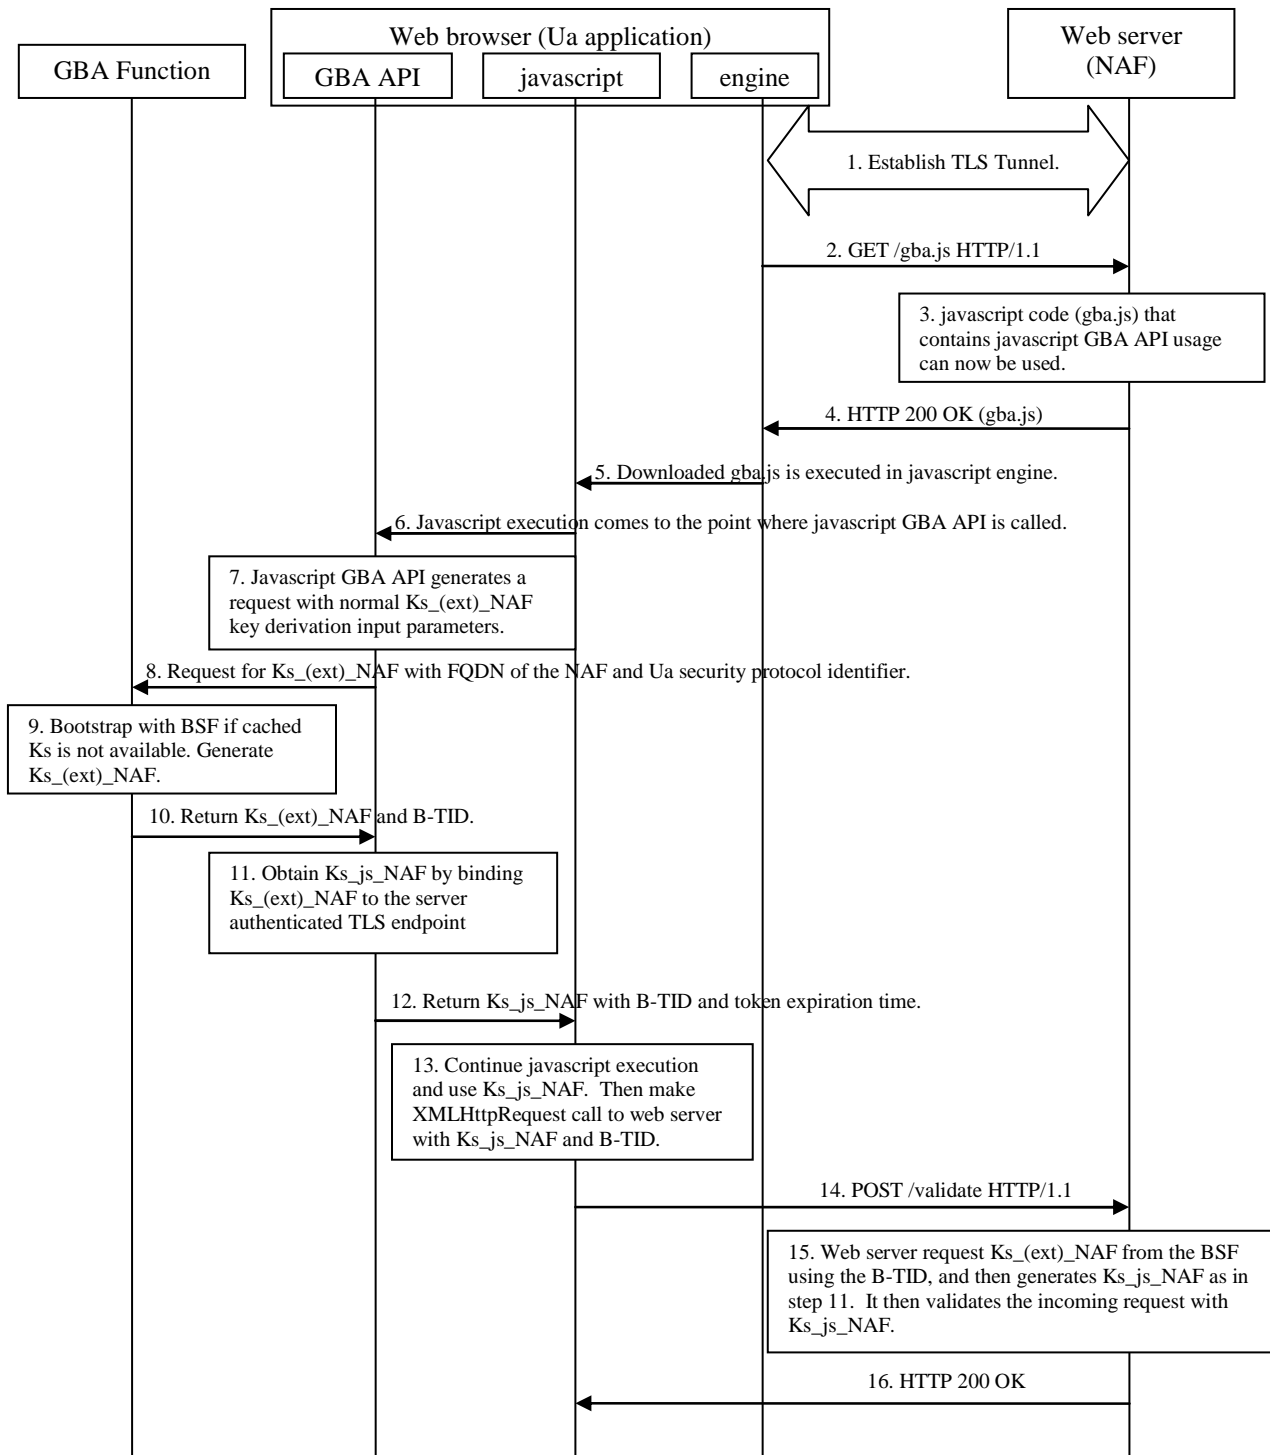 Web browser (Ua application)
Web server
(NAF)
GBA Function
GBA API
javascript
engine
1. Establish TLS Tunnel.
2. GET /gba.js HTTP/1.1
3. javascript code (gba.js) that
contains javascript GBA API usage
can now be used.
4. HTTP 200 OK (gba.js)
5. Downloaded gba.js is executed in javascript engine.
6. Javascript execution comes to the point where javascript GBA API is called.
7. Javascript GBA API generates a
request with normal Ks_(ext)_NAF
key derivation input parameters.
8. Request for Ks_(ext)_NAF with FQDN of the NAF and Ua security protocol identifier.
9. Bootstrap with BSF if cached
Ks is not available. Generate
Ks_(ext)_NAF.
10. Return Ks_(ext)_NAF and B-TID.
11. Obtain Ks_js_NAF by binding
Ks_(ext)_NAF to the server
authenticated TLS endpoint
12. Return Ks_js_NAF with B-TID and token expiration time.
13. Continue javascript execution
and use Ks_js_NAF.  Then make
XMLHttpRequest call to web server
with Ks_js_NAF and B-TID.
14. POST /validate HTTP/1.1
15. Web server request Ks_(ext)_NAF from the BSF
using the B-TID, and then generates Ks_js_NAF as in
step 11.  It then validates the incoming request with
Ks_js_NAF.
16. HTTP 200 OK